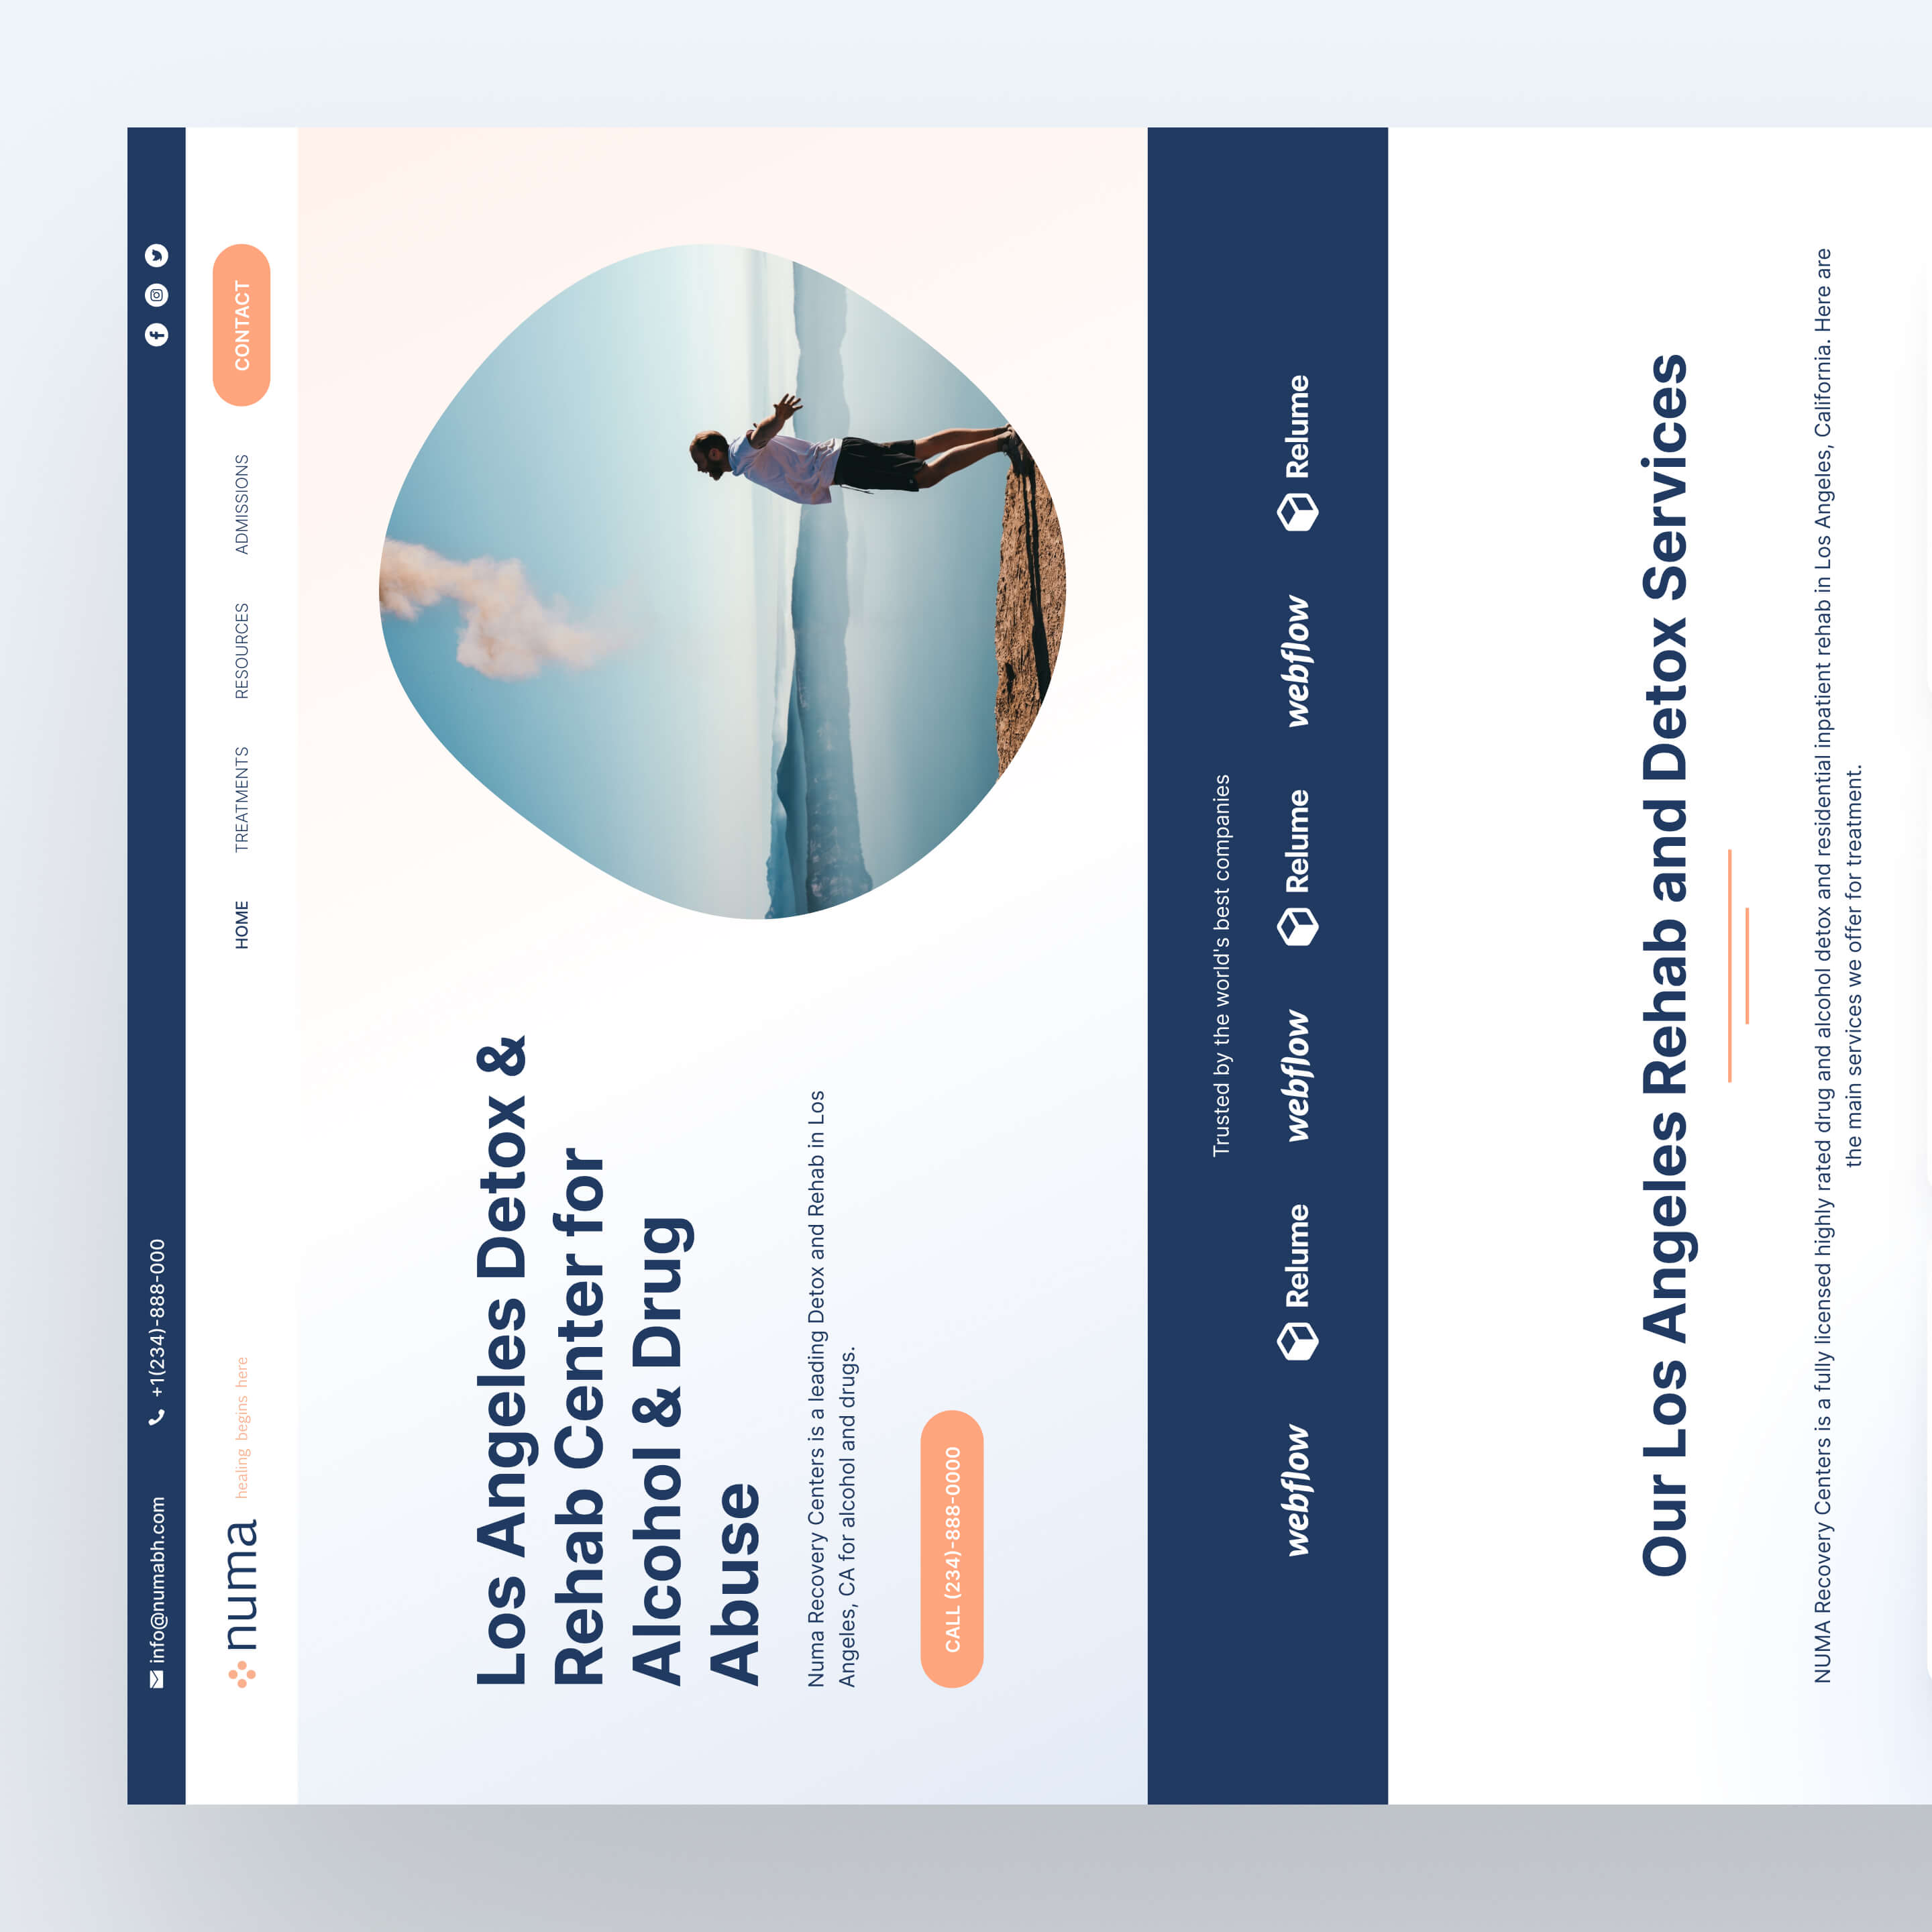 info@numabh.com +1(234)-888-000
numa healing begins here HOME TREATMENTS RESOURCES ADMISSIONS CONTACT
Los Angeles Detox &
Rehab Center for
Alcohol & Drug
Abuse
Numa Recovery Centers is a leading Detox and Rehab in Los
Angeles, CA for alcohol and drugs.
CALL (234)-888-0000
Trusted by the world's best companies
webflow Relume webflow Relume webflow Relume
Our Los Angeles Rehab and Detox Services
NUMA Recovery Centers is a fully licensed highly rated drug and alcohol detox and residential inpatient rehab in Los Angeles, California. Here are
the main services we offer for treatment.